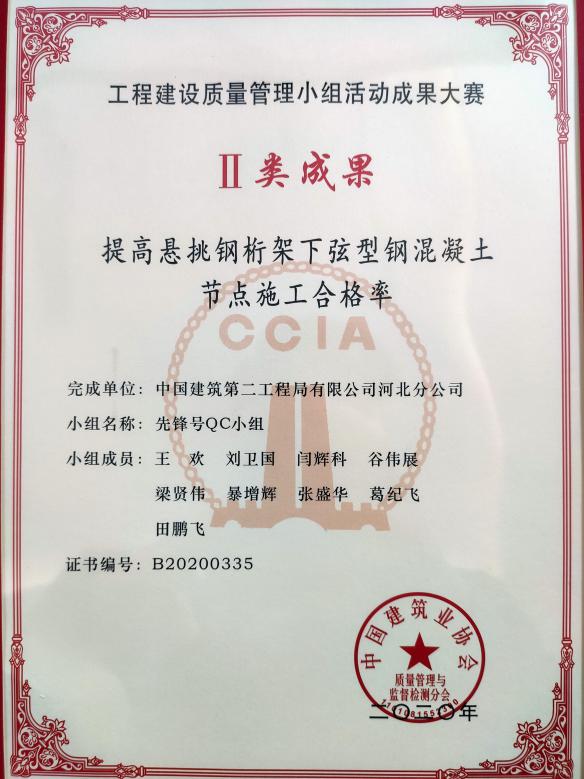 工程建设质量管理小组活动成果大赛
II类成果
提高悬挑钢桁架下弦型钢混凝土
节点施工合格率
CCIA
完成单位：中国建筑第二工程局有限公司河北分公司
小组名称：先锋号QC小组
小组成员：王 欢 刘卫国 闫辉科 谷伟展
梁贤伟 暴增辉 张盛华 葛纪飞
田鹏飞
证书编号：B20200335
中国建筑业协会
质量管理与
监督检测分会
二〇二〇年